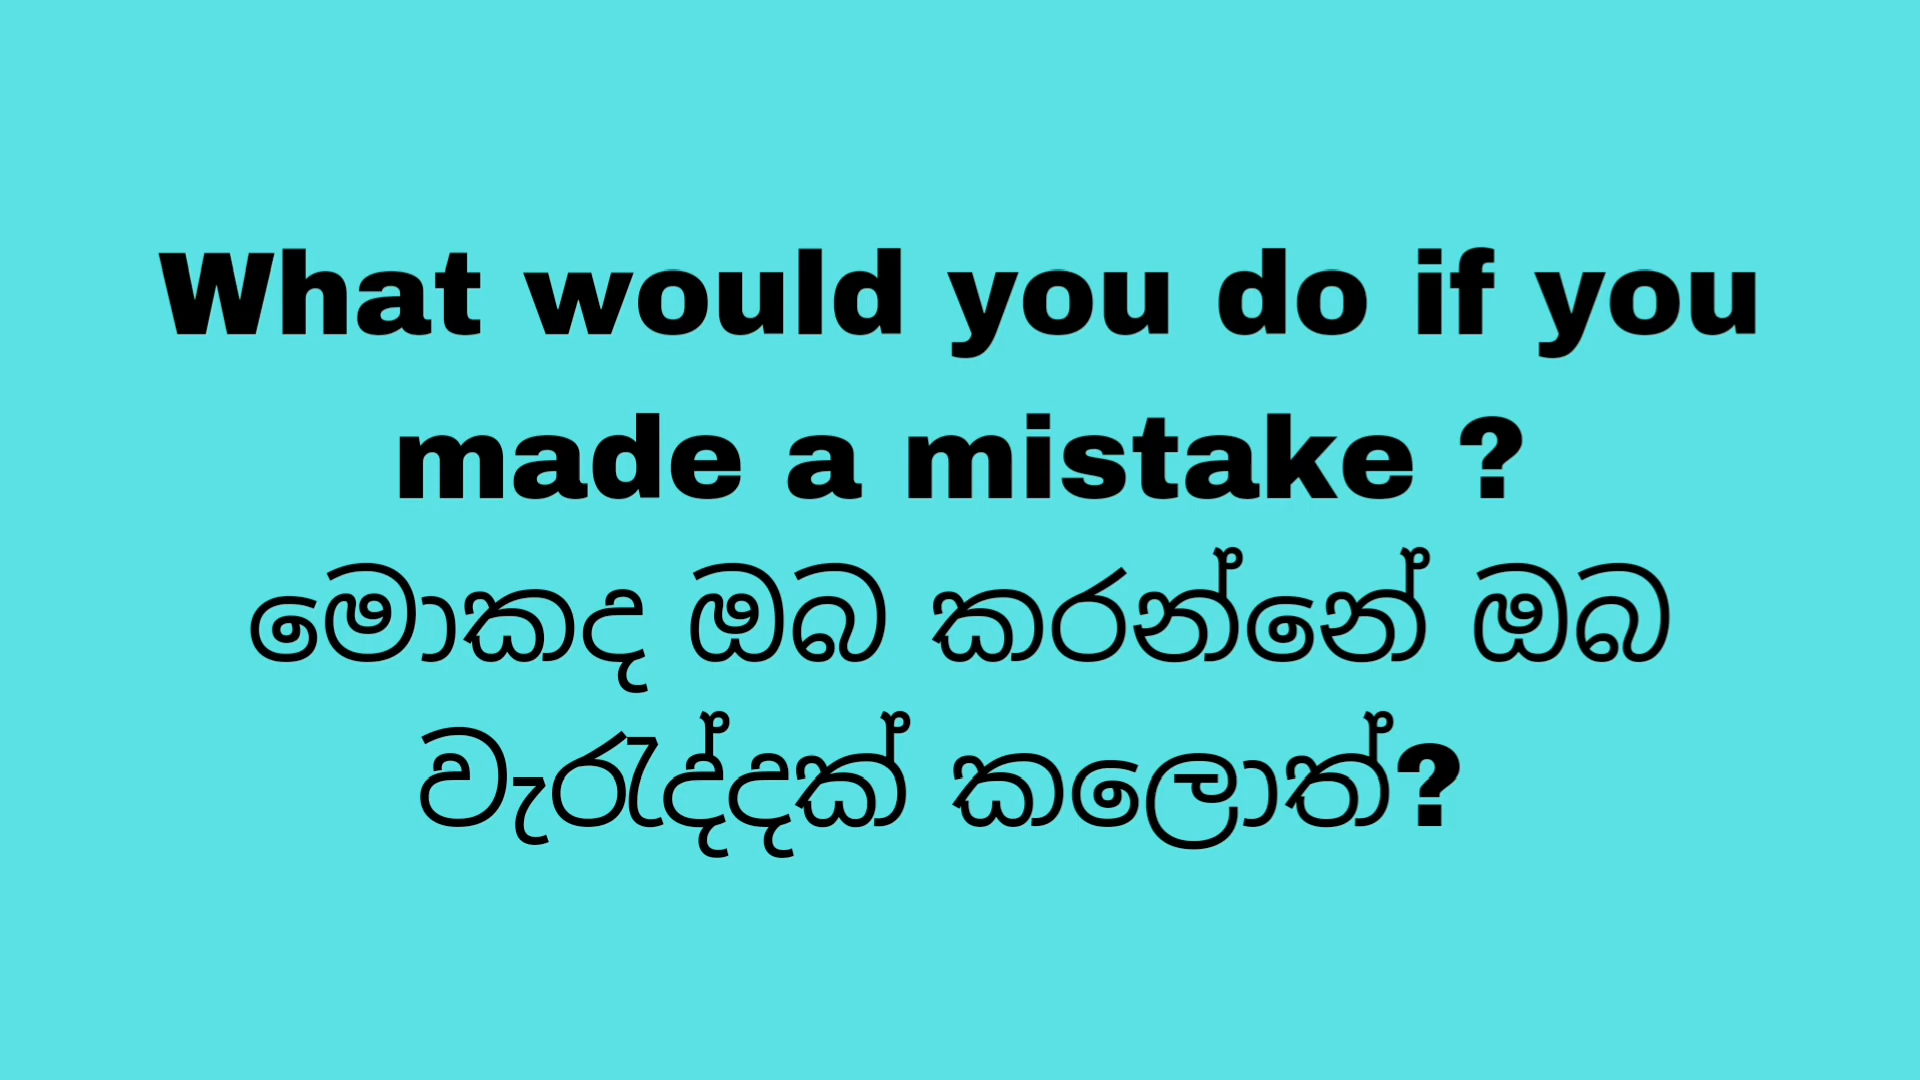 What would you do if you
made a mistake ?
මොකද ඔබ කරන්නේ ඔබ
වැරැද්දක් කලොත්?